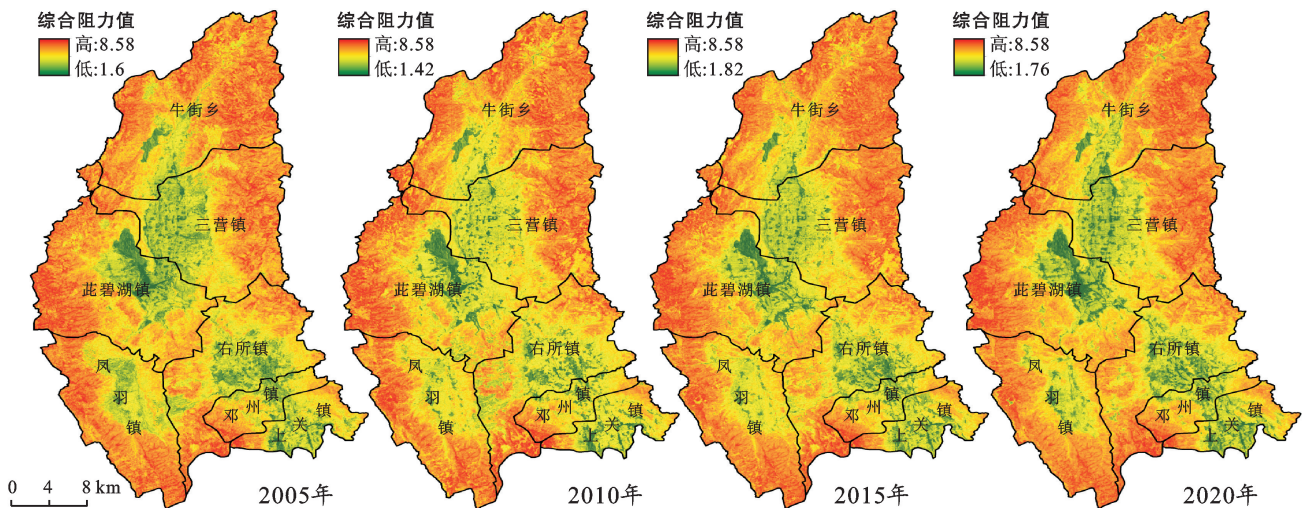 综合阻力值
高:8.58
低:1.6
牛街乡
三营镇
茈碧湖镇
右所镇
凤羽镇
邓州镇
上关镇
0 4 8 km
2005年
综合阻力值
高:8.58
低:1.42
牛街乡
三营镇
茈碧湖镇
右所镇
凤羽镇
邓州镇
上关镇
2010年
综合阻力值
高:8.58
低:1.82
牛街乡
三营镇
茈碧湖镇
右所镇
凤羽镇
邓州镇
上关镇
2015年
综合阻力值
高:8.58
低:1.76
牛街乡
三营镇
茈碧湖镇
右所镇
凤羽镇
邓州镇
上关镇
2020年